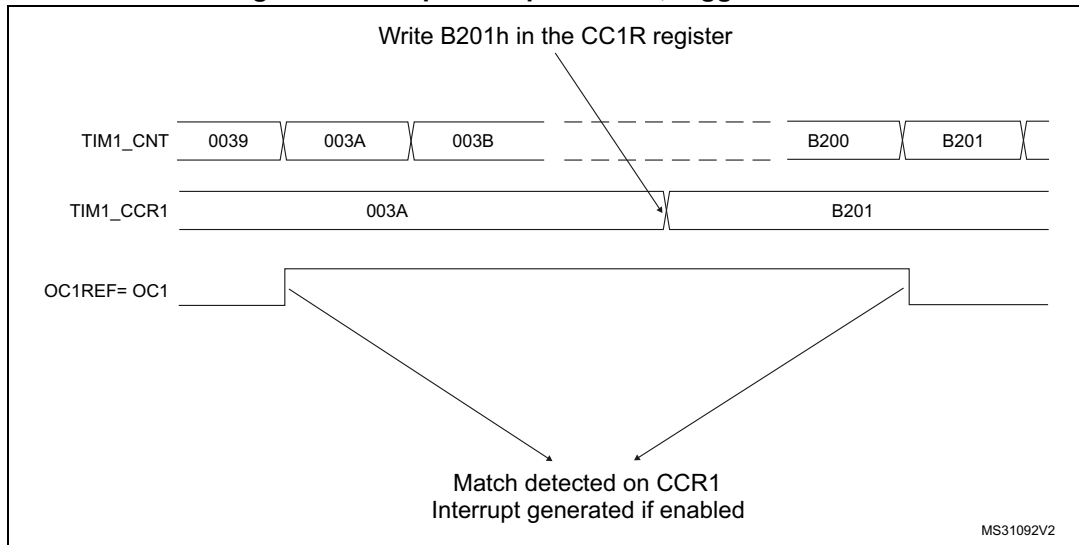 Write B201h in the CC1R register
TIM1_CNT 0039 003A 003B B200 B201
TIM1_CCR1 003A B201
OC1REF= OC1
Match detected on CCR1
Interrupt generated if enabled
MS31092V2